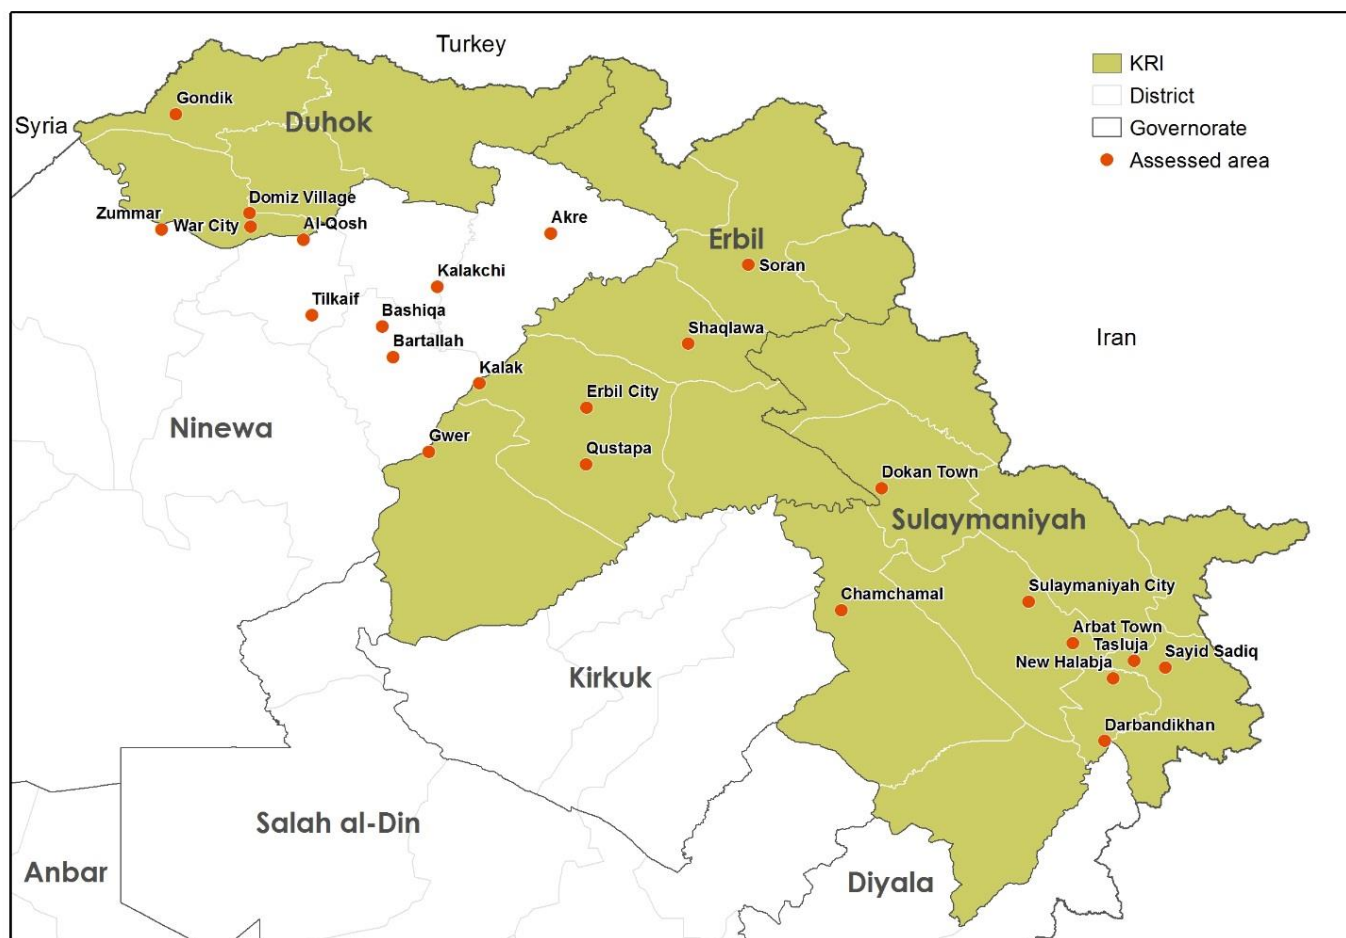 Turkey
KRI
District
Governorate
Assessed area
Syria
Gondik
Duhok
Domiz Village
Zummar
War City
Al-Qosh
Akre
Erbil
Soran
Kalakchi
Tilkaif
Bashiqa
Bartallah
Shaqlawa
Iran
Kalak
Erbil City
Ninewa
Gwer
Qustapa
Dokan Town
Sulaymaniyah
Sulaymaniyah City
Chamchamal
Arbat Town
Tasluja
Sayid Sadiq
New Halabja
Kirkuk
Darbandikhan
Salah al-Din
Anbar
Diyala